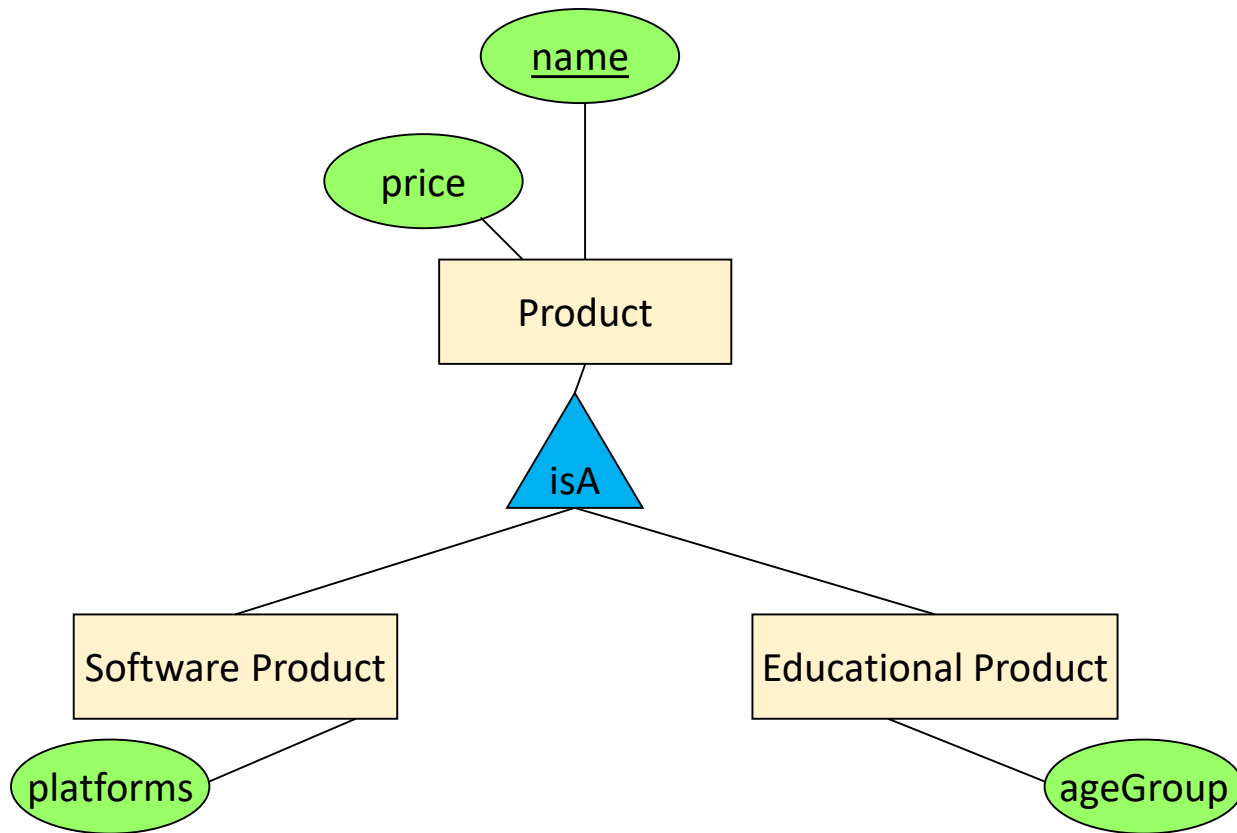 name
price
Product
isA
Software Product
Educational Product
platforms
ageGroup